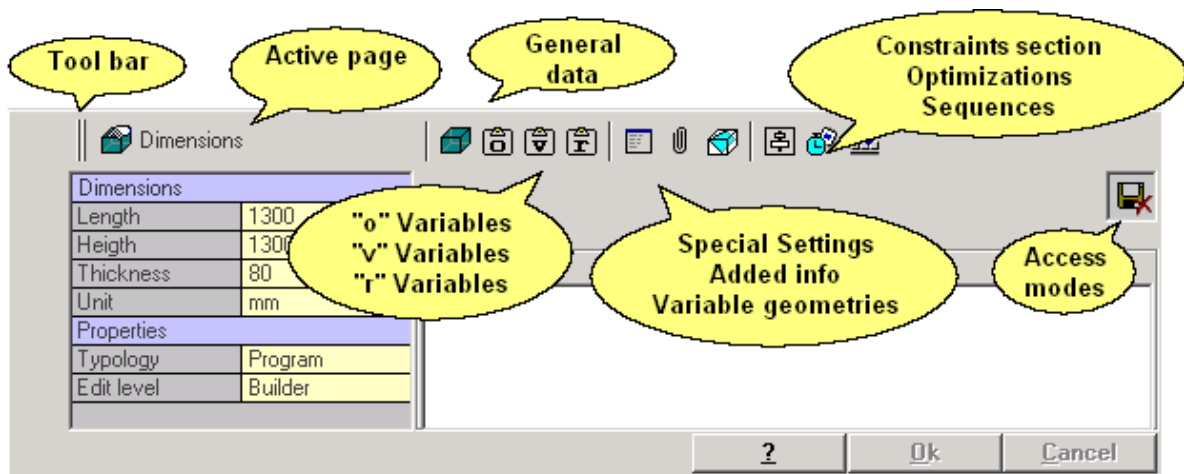 Tool bar
Active page
General
data
Constraints section
Optimizations
Sequences
Dimensions
o v r
Dimensions
Length 1300
Heigth 1300
Thickness 80
Unit mm
Properties
Typology Program
Edit level Builder
"o" Variables
"v" Variables
"r" Variables
Special Settings
Added info
Variable geometries
Access
modes
? Ok Cancel